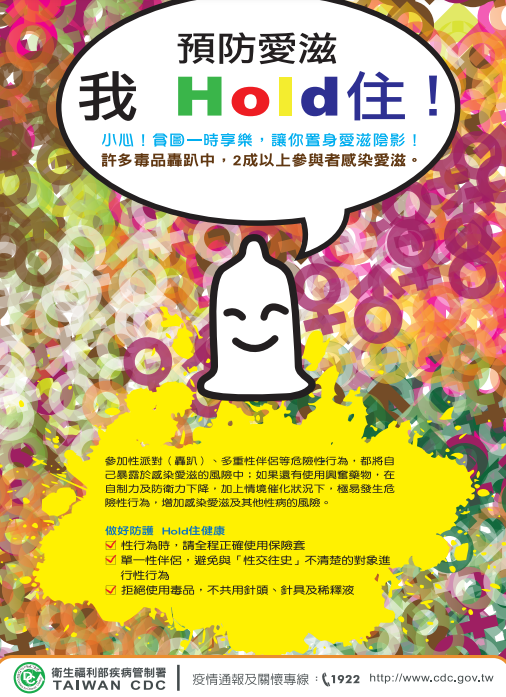 預防愛滋
我 Hold住！
小心！貪圖一時享樂，讓你置身愛滋陰影！
許多毒品轟趴中，2成以上參與者感染愛滋。
參加性派對（轟趴）、多重性伴侶等危險性行為，都將自
己暴露於感染愛滋的風險中；如果還有使用興奮藥物，在
自制力及防衛力下降，加上情境催化狀況下，極易發生危
險性行為，增加感染愛滋及其他性病的風險。
做好防護 Hold住健康
性行為時，請全程正確使用保險套
單一性伴侶，避免與「性交往史」不清楚的對象進
行性行為
拒絕使用毒品，不共用針頭、針具及稀釋液
衛生福利部疾病管制署
TAIWAN CDC
疫情通報及關懷專線：1922 http://www.cdc.gov.tw